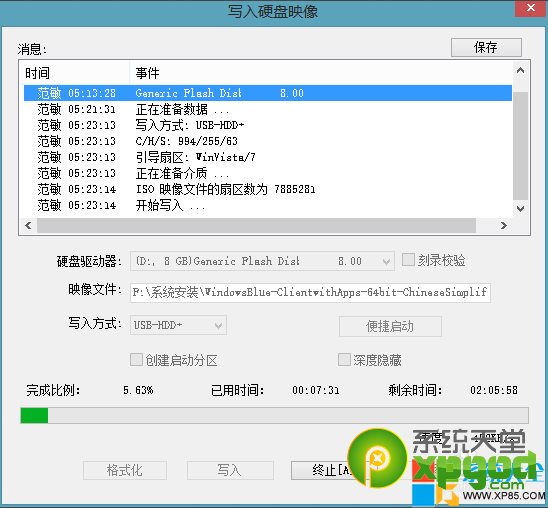 写入硬盘映像
消息:
保存
时间 事件
范敏 05:13:28 Generic Flash Disk 8.00
范敏 05:21:31 正在准备数据 ...
范敏 05:23:13 写入方式: USB-HDD+
范敏 05:23:13 C/H/S: 994/255/63
范敏 05:23:13 引导扇区: WinVista/7
范敏 05:23:13 正在准备介质 ...
范敏 05:23:14 ISO 映像文件的扇区数为 7885281
范敏 05:23:14 开始写入 ...
硬盘驱动器: (D:, 8 GB)Generic Flash Disk 8.00 刻录校验
映像文件: F:\系统安装\WindowsBlue-ClientwithApps-64bit-ChineseSimplif
写入方式: USB-HDD+ 便捷启动
创建启动分区 深度隐藏
完成比例: 5.63% 已用时间: 00:07:31 剩余时间: 02:05:58
格式化 写入 终止[A]
系统天堂
xpgod.com
WWW.XP85.COM